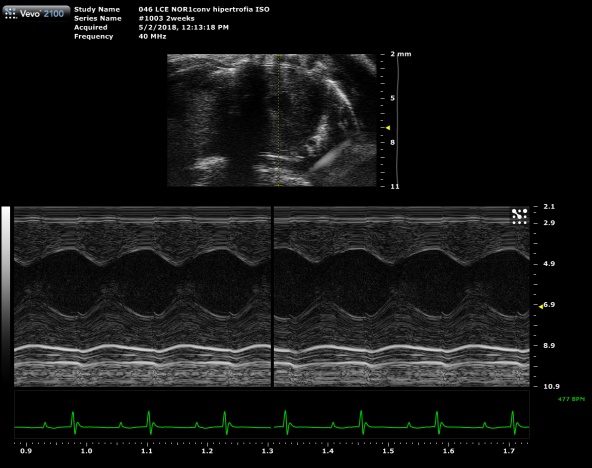 Vevo 2100
Study Name 046 LCE NOR1conv hipertrofia ISO
Series Name #1003 2weeks
Acquired 5/2/2018, 12:13:18 PM
Frequency 40 MHz
2 mm
5
8
11
2.1
2.9
4.9
6.9
8.9
10.9
477 BPM
0.9 1.0 1.1 1.2 1.3 1.4 1.5 1.6 1.7